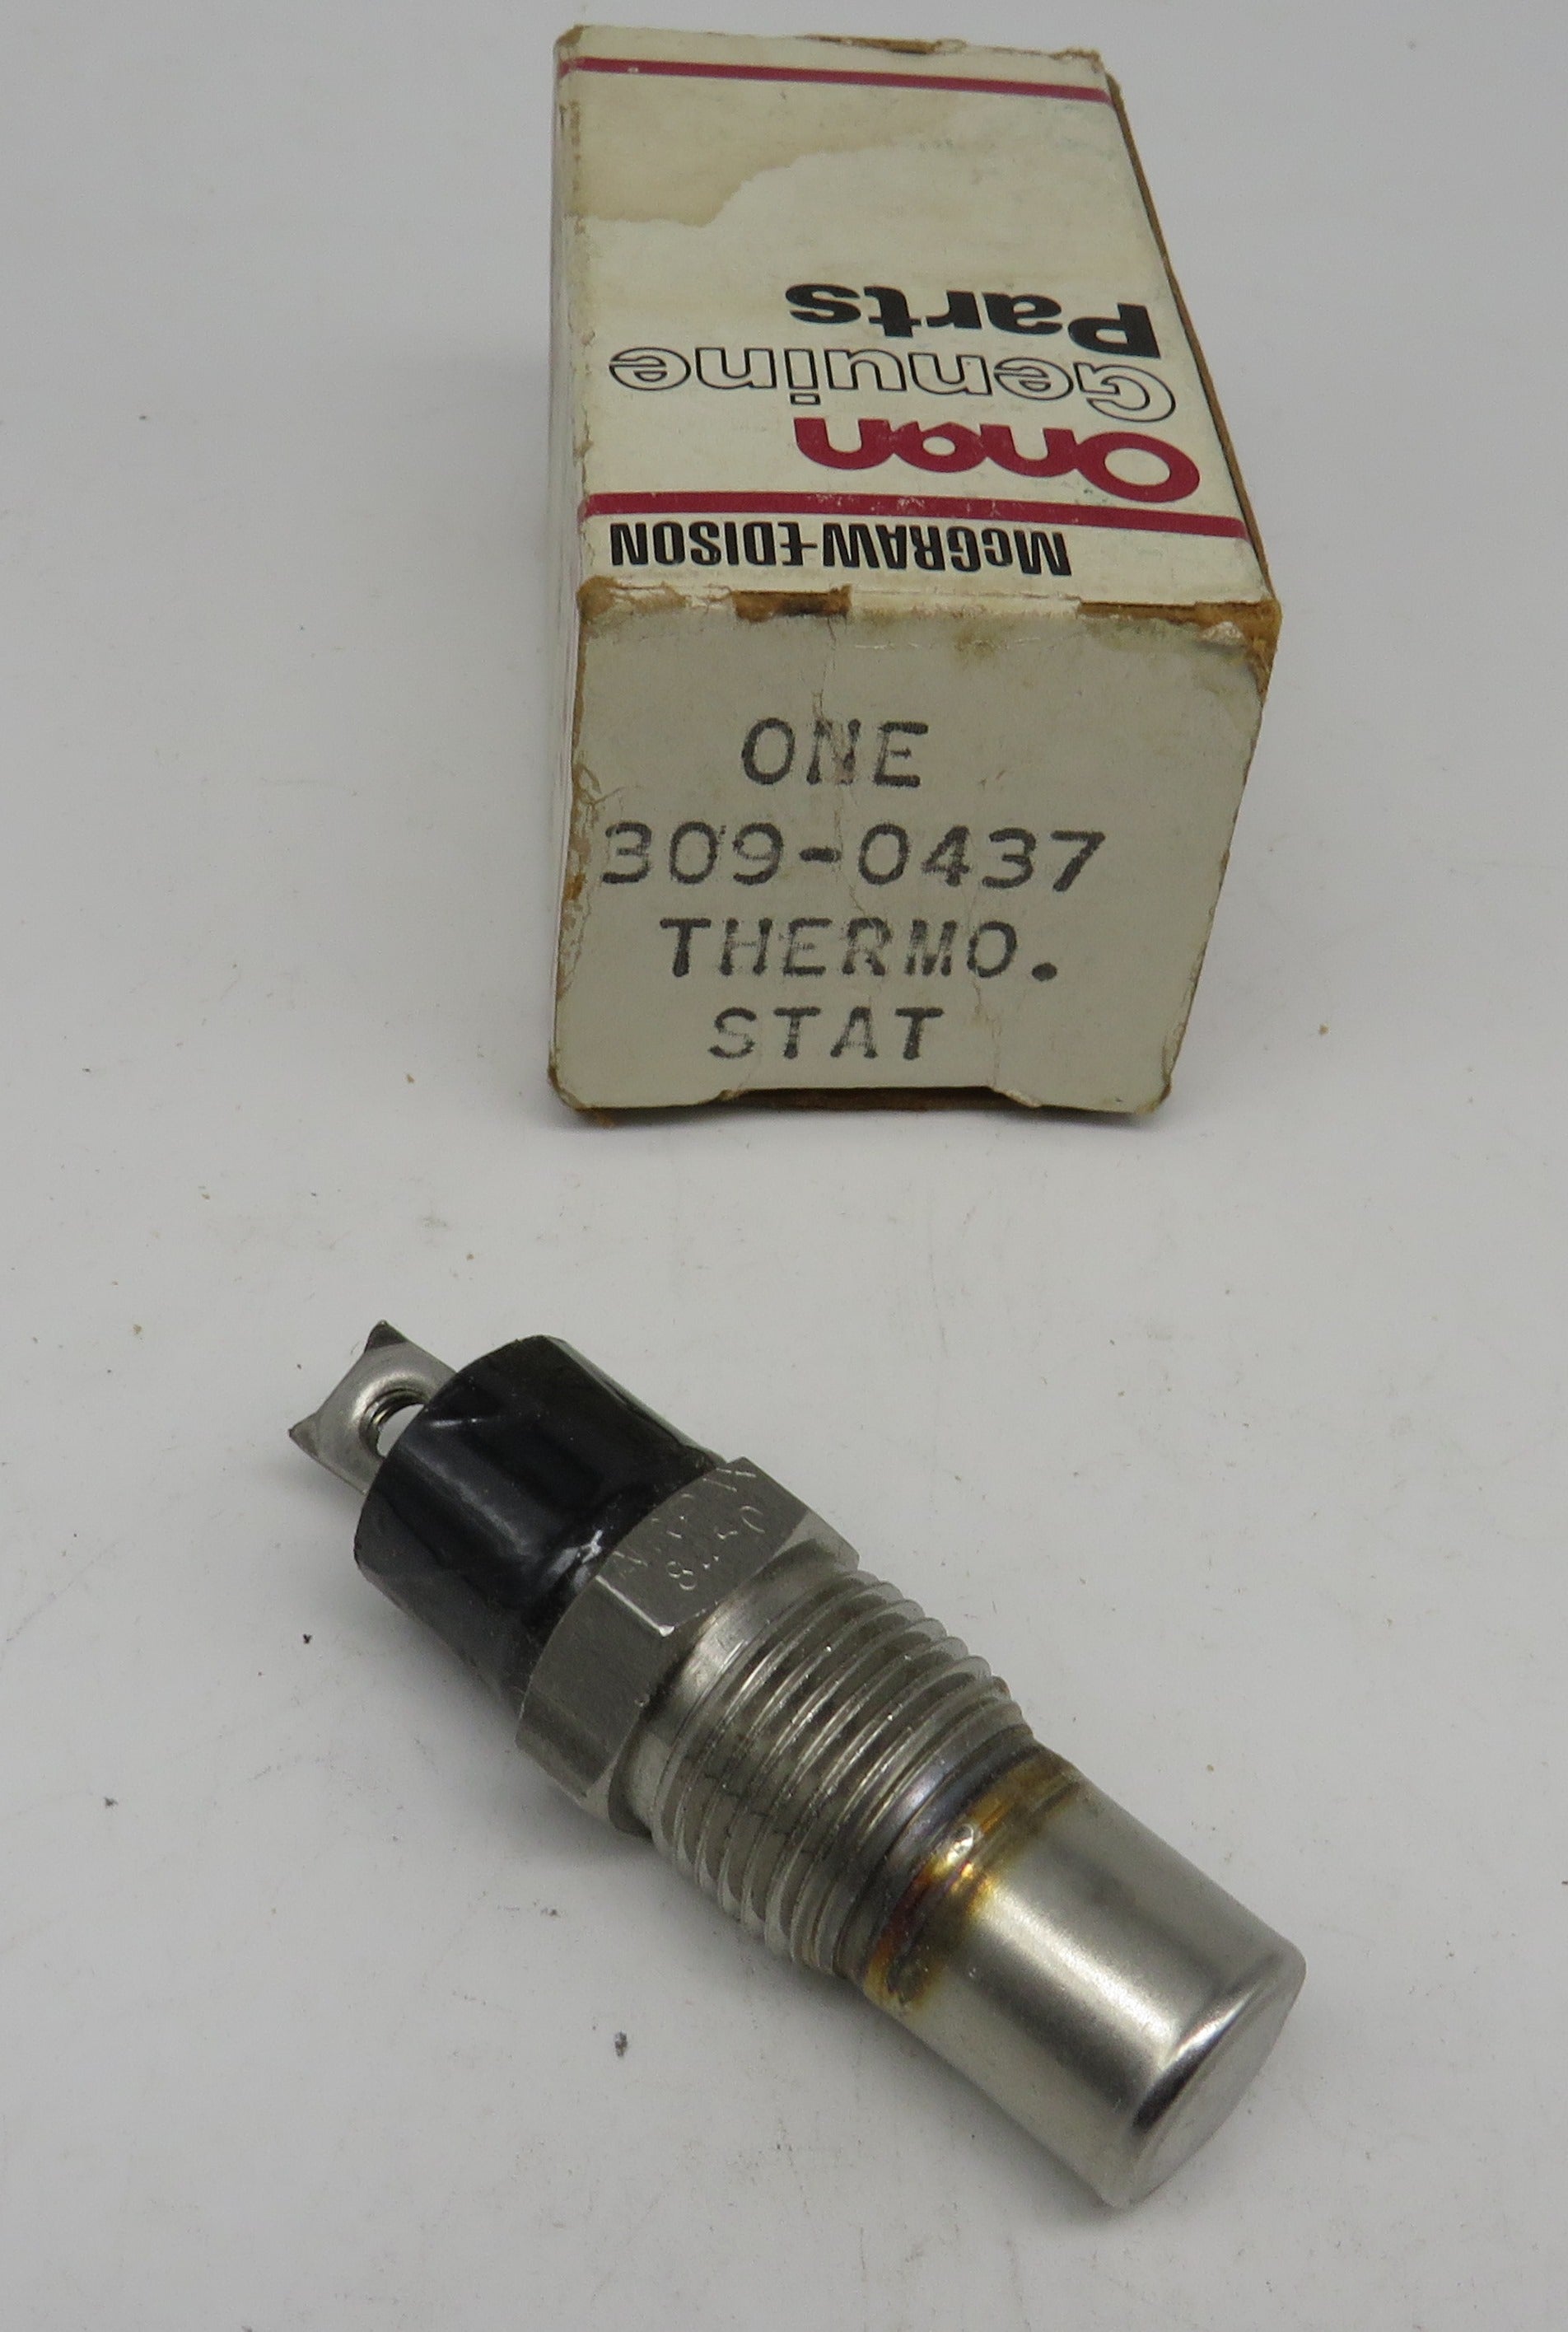 McGRAW-EDISON
Onan
Genuine
Parts
ONE
309-0437
THERMO.
STAT